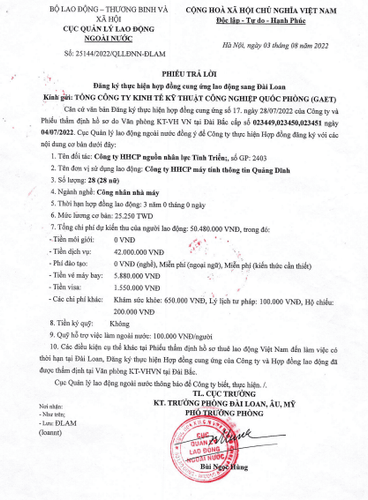 BỘ LAO ĐỘNG – THƯƠNG BINH VÀ
XÃ HỘI
CỤC QUẢN LÝ LAO ĐỘNG
NGOÀI NƯỚC
Số: 25144/2022/QLLĐNN-ĐLAM
CỘNG HOÀ XÃ HỘI CHỦ NGHĨA VIỆT NAM
Độc lập - Tự do - Hạnh Phúc
Hà Nội, ngày 03 tháng 08 năm 2022
PHIẾU TRẢ LỜI
Đăng ký thực hiện hợp đồng cung ứng lao động sang Đài Loan
Kính gửi: TỔNG CÔNG TY KINH TẾ KỸ THUẬT CÔNG NGHIỆP QUỐC PHÒNG (GAET)
Căn cứ văn bản Đăng ký thực hiện hợp đồng cung ứng số 17. ngày 28/07/2022 của Công ty và
Phiếu thẩm định hồ sơ do Văn phòng KT-VH VN tại Đài Bắc cấp số 023449,023450,023451 ngày
04/07/2022. Cục Quản lý lao động ngoài nước đồng ý để Công ty thực hiện Hợp đồng đăng ký với các
nội dung cơ bản dưới đây:
1. Tên đối tác: Công ty HHCP nguồn nhân lực Tinh Triển;, số GP: 2403
2. Tên đơn vị sử dụng lao động: Công ty HHCP máy tính thông tin Quảng Dĩnh
3. Số lượng: 28 (28 nữ)
4. Ngành nghề: Công nhân nhà máy
5. Thời hạn hợp đồng lao động: 3 năm 0 tháng 0 ngày
6. Mức lương cơ bản: 25.250 TWD
7. Tổng chi phí dự kiến thu của người lao động: 50.480.000 VNĐ, trong đó:
- Tiền môi giới: 0 VNĐ
- Tiền dịch vụ: 42.000.000 VNĐ
- Phí đào tạo: 0 VNĐ (nghề), Miễn phí (ngoại ngữ), Miễn phí (kiến thức cần thiết)
- Tiền vé máy bay: 5.880.000 VNĐ
- Tiền visa: 1.550.000 VNĐ
- Các chi phí khác: Khám sức khỏe: 650.000 VNĐ, Lý lịch tư pháp: 100.000 VNĐ, Hộ chiếu:
200.000 VNĐ
8. Tiền ký quỹ: Không
9. Quỹ hỗ trợ việc làm ngoài nước: 100.000 VNĐ/người
10. Các điều kiện cụ thể khác tại Phiếu thẩm định hồ sơ thuê lao động Việt Nam đến làm việc có
thời hạn tại Đài Loan, Đăng ký thực hiện Hợp đồng cung ứng của Công ty và Hợp đồng lao động đã
được thẩm định tại Văn phòng KT-VHVN tại Đài Bắc.
Cục Quản lý lao động ngoài nước thông báo để Công ty biết, thực hiện. /.
TL. CỤC TRƯỞNG
KT. TRƯỞNG PHÒNG ĐÀI LOAN, ÂU, MỸ
PHÓ TRƯỞNG PHÒNG
Nơi nhận:
- Như trên;
- Lưu: ĐLAM
(loannt)
CỤC
QUẢN LÝ
LAO ĐỘNG
NGOÀI NƯỚC
Bùi Ngọc Hùng